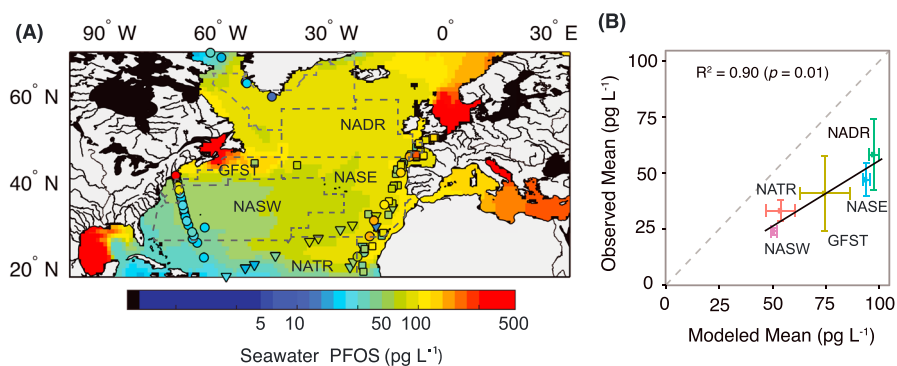 (A)
90° W 60° W 30° W 0° 30° E
60° N
40° N
20° N
NADR
GFST
NASE
NASW
NATR
5 10 50 100 500
Seawater PFOS (pg L⁻¹)
(B)
R² = 0.90 (p = 0.01)
Observed Mean (pg L⁻¹)
100
75
50
25
0
NADR
NATR
NASE
NASW
GFST
0 25 50 75 100
Modeled Mean (pg L⁻¹)